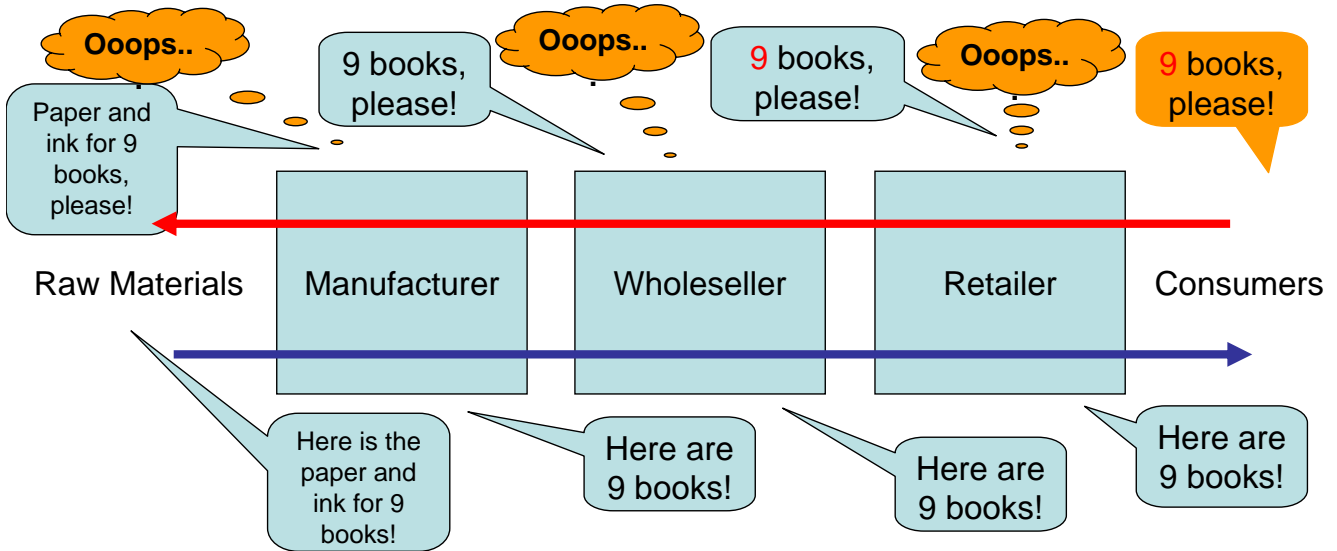 Ooops..
.
Paper and
ink for 9
books,
please!
9 books,
please!
Ooops..
.
9 books,
please!
Ooops..
.
9 books,
please!
Raw Materials
Manufacturer
Wholeseller
Retailer
Consumers
Here is the
paper and
ink for 9
books!
Here are
9 books!
Here are
9 books!
Here are
9 books!